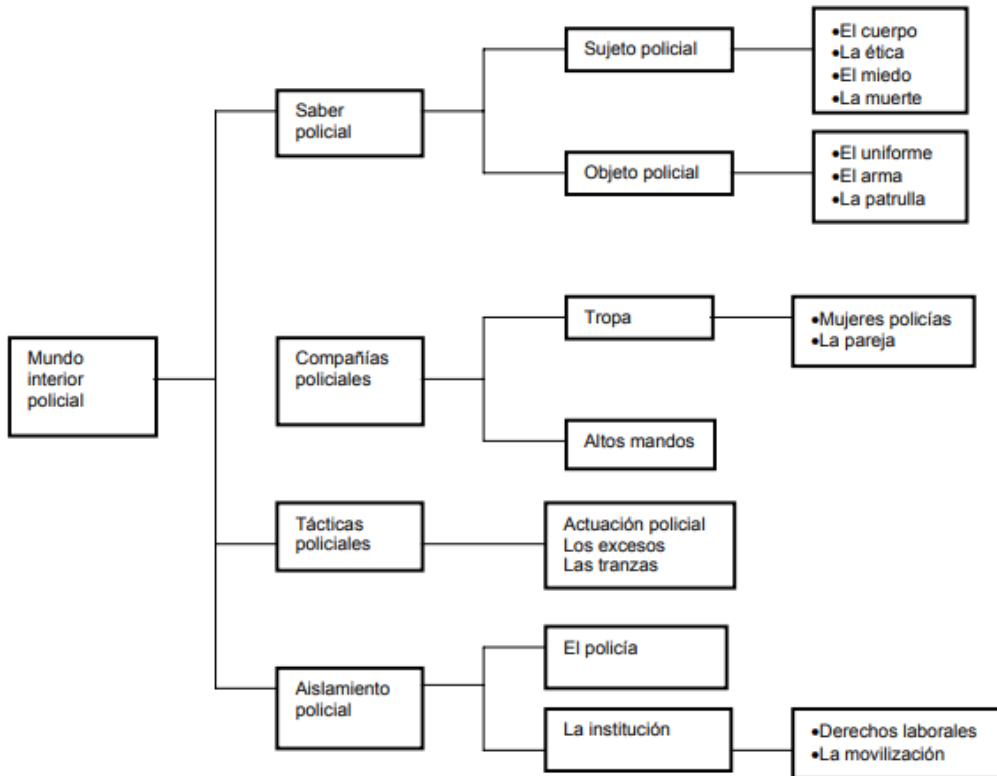 Mundo
interior
policial
Saber
policial
Sujeto policial
•El cuerpo
•La ética
•El miedo
•La muerte
Objeto policial
•El uniforme
•El arma
•La patrulla
Compañías
policiales
Tropa
•Mujeres policías
•La pareja
Altos mandos
Tácticas
policiales
Actuación policial
Los excesos
Las tranzas
Aislamiento
policial
El policía
La institución
•Derechos laborales
•La movilización